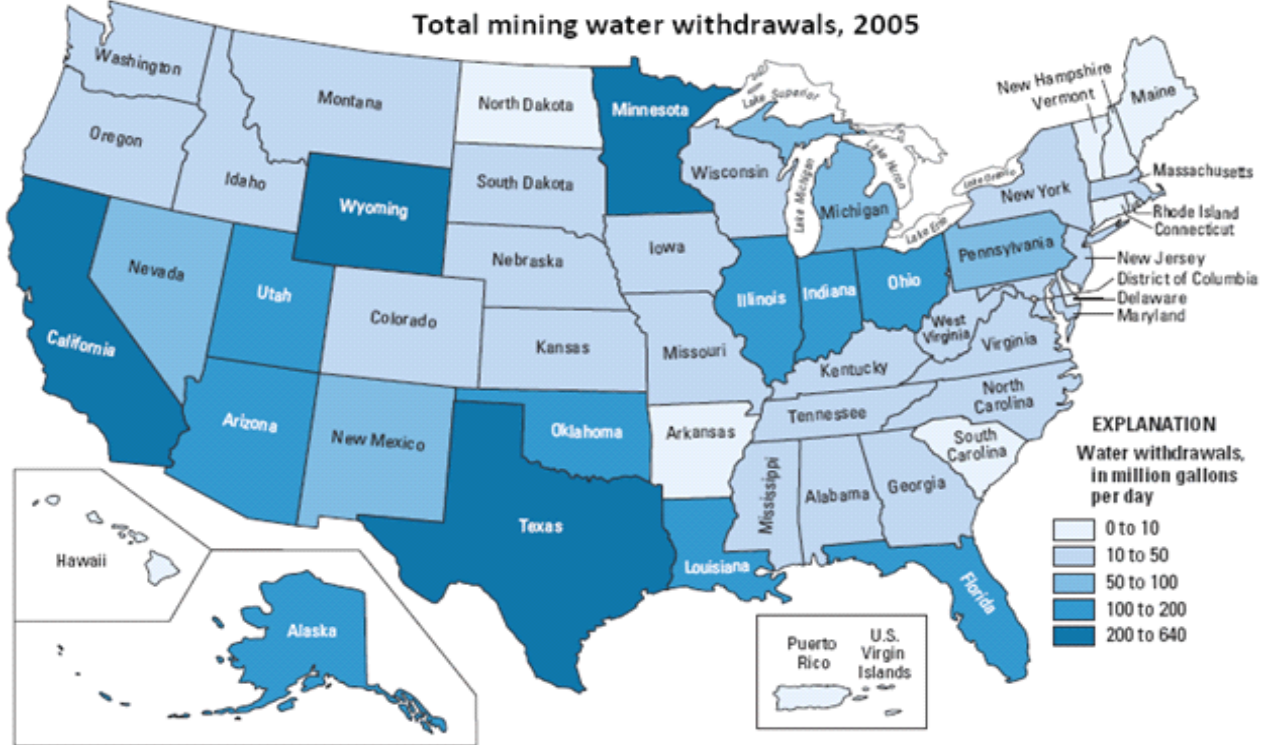 Total mining water withdrawals, 2005
Washington
Oregon
Idaho
Montana
North Dakota
South Dakota
Minnesota
Wisconsin
Lake Superior
Lake Michigan
Lake Huron
Michigan
Lake Erie
Lake Ontario
New Hampshire
Vermont
Maine
New York
Massachusetts
Rhode Island
Connecticut
Pennsylvania
New Jersey
District of Columbia
Delaware
Maryland
Wyoming
Nebraska
Iowa
Illinois
Indiana
Ohio
West
Virginia
Virginia
Nevada
Utah
Colorado
Kansas
Missouri
Kentucky
California
Arizona
New Mexico
Oklahoma
Arkansas
Tennessee
North
Carolina
South
Carolina
Texas
Louisiana
Mississippi
Alabama
Georgia
Florida
Hawaii
Alaska
Puerto
Rico
U.S.
Virgin
Islands
EXPLANATION
Water withdrawals,
in million gallons
per day
0 to 10
10 to 50
50 to 100
100 to 200
200 to 640